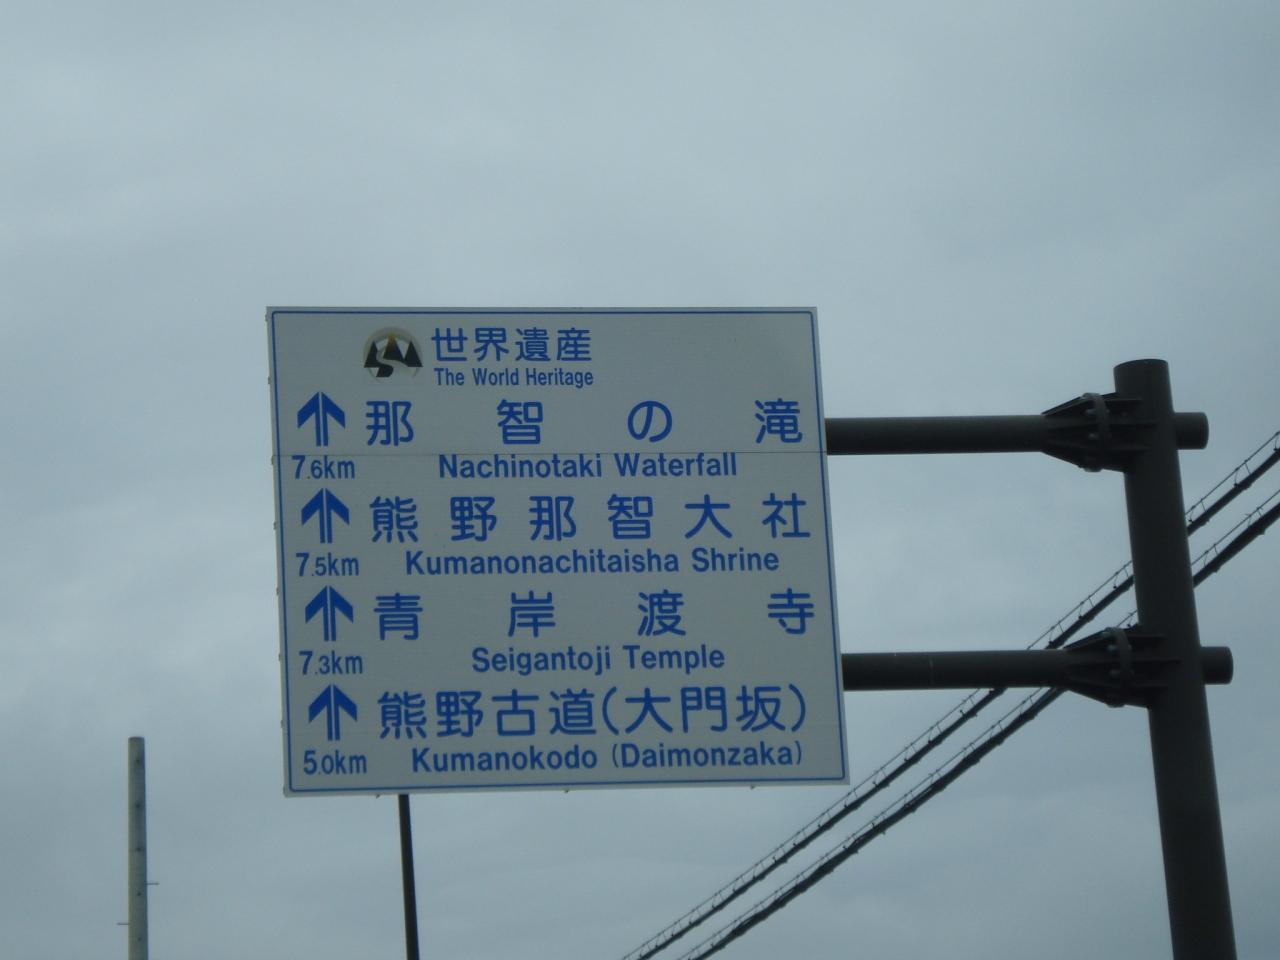 世界遺産
The World Heritage
那智の滝
7.6km Nachinotaki Waterfall
熊野那智大社
7.5km Kumanonachitaisha Shrine
青岸渡寺
7.3km Seigantoji Temple
熊野古道(大門坂)
5.0km Kumanokodo (Daimonzaka)